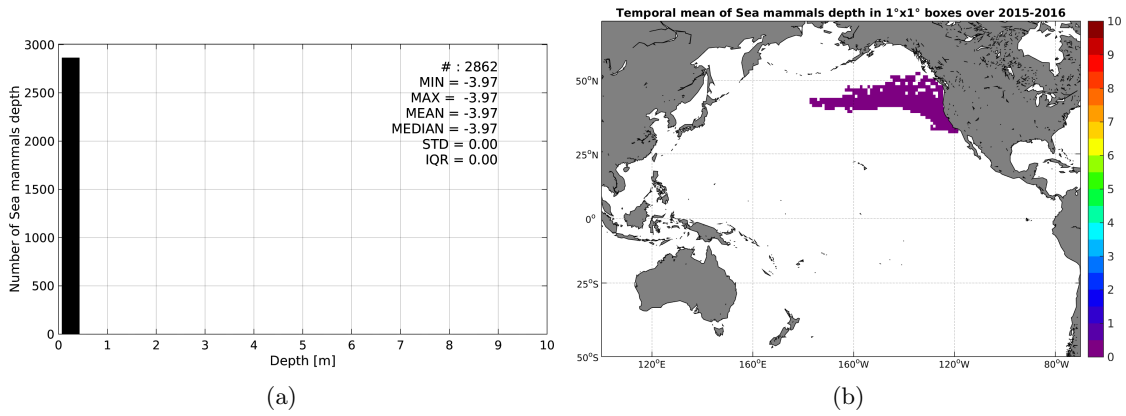 3000
2500
2000
1500
1000
500
0
Number of Sea mammals depth
# : 2862
MIN = -3.97
MAX = -3.97
MEAN = -3.97
MEDIAN = -3.97
STD = 0.00
IQR = 0.00
0 1 2 3 4 5 6 7 8 9 10
Depth [m]
(a)
Temporal mean of Sea mammals depth in 1°x1° boxes over 2015-2016
50°N
25°N
0°
25°S
50°S
120°E 160°E 160°W 120°W 80°W
10
9
8
7
6
5
4
3
2
1
0
(b)